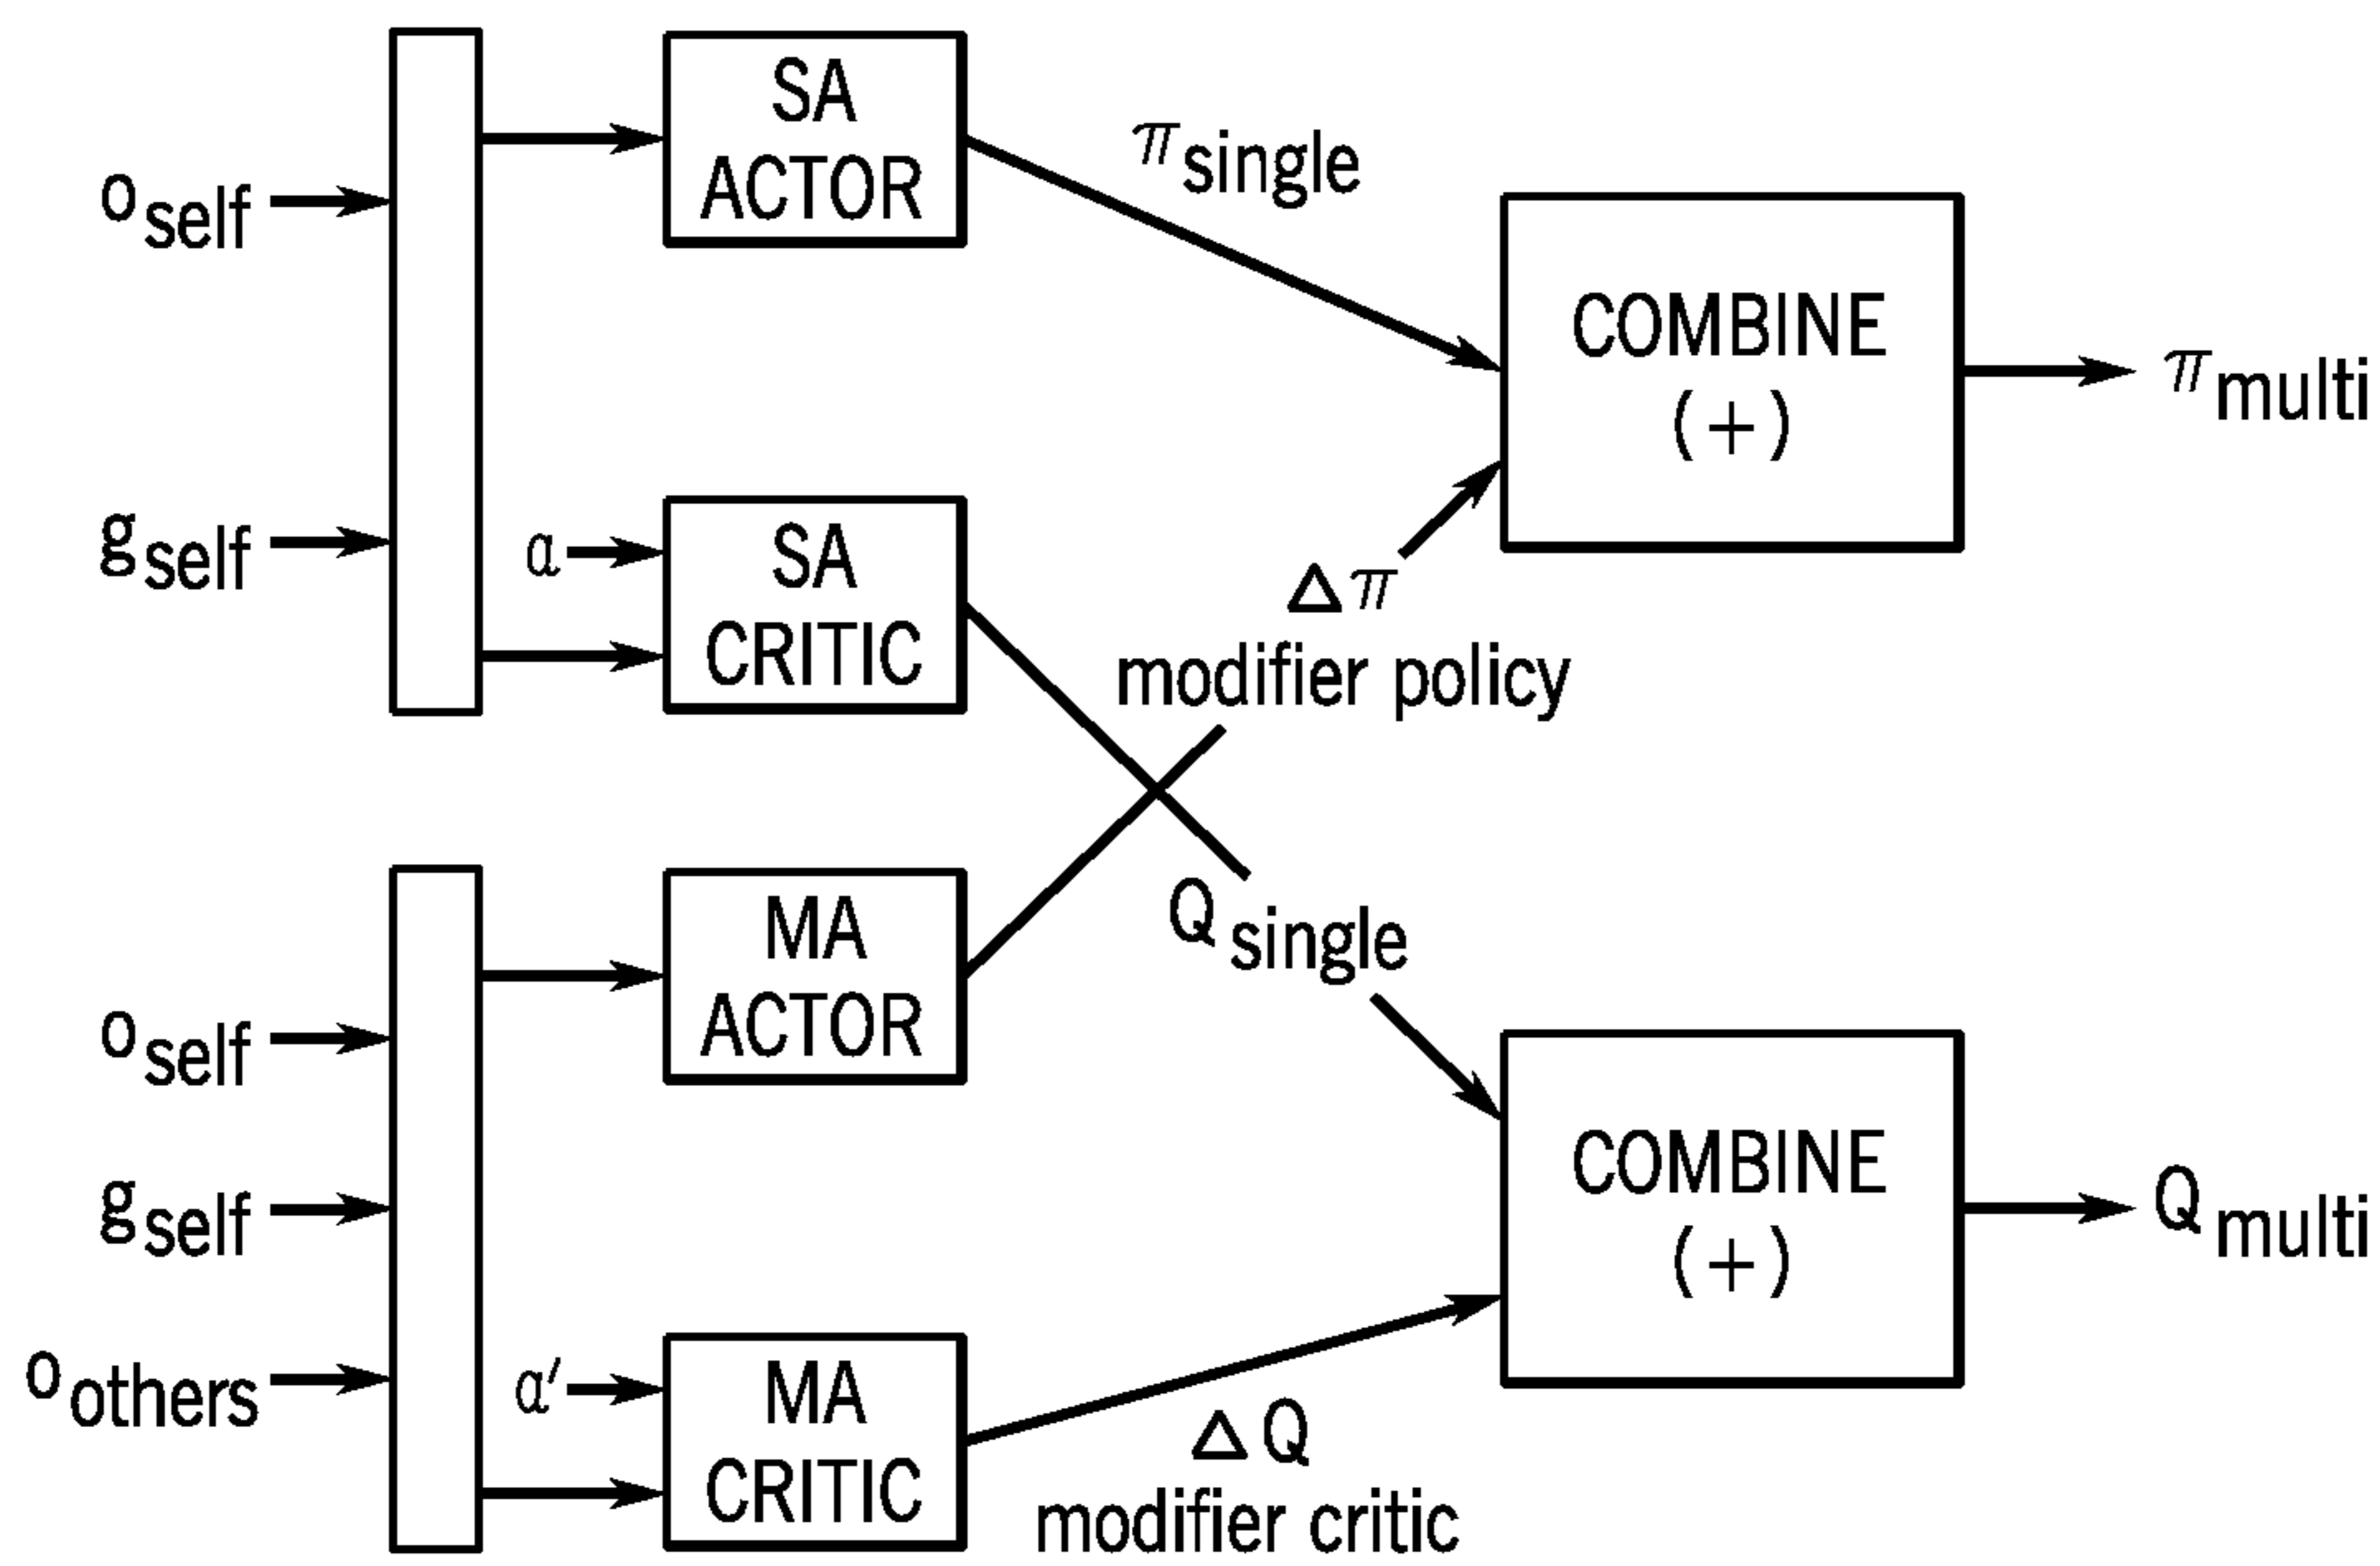 SA
ACTOR
π single
o self
COMBINE
(+)
π multi
g self
a
SA
CRITIC
Δπ
modifier policy
MA
ACTOR
Q single
o self
COMBINE
(+)
Q multi
g self
o others
a′
MA
CRITIC
ΔQ
modifier critic